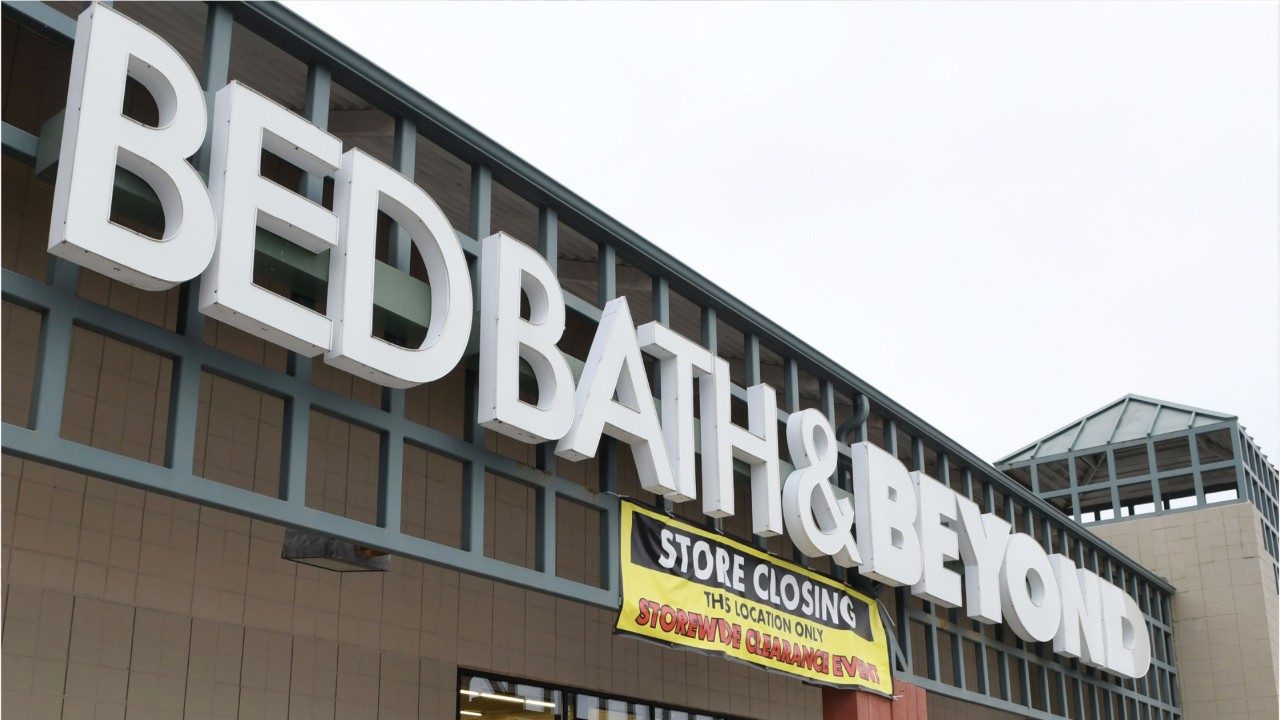 BED BATH & BEYOND
STORE CLOSING
THIS LOCATION ONLY
STOREWIDE CLEARANCE EVENT